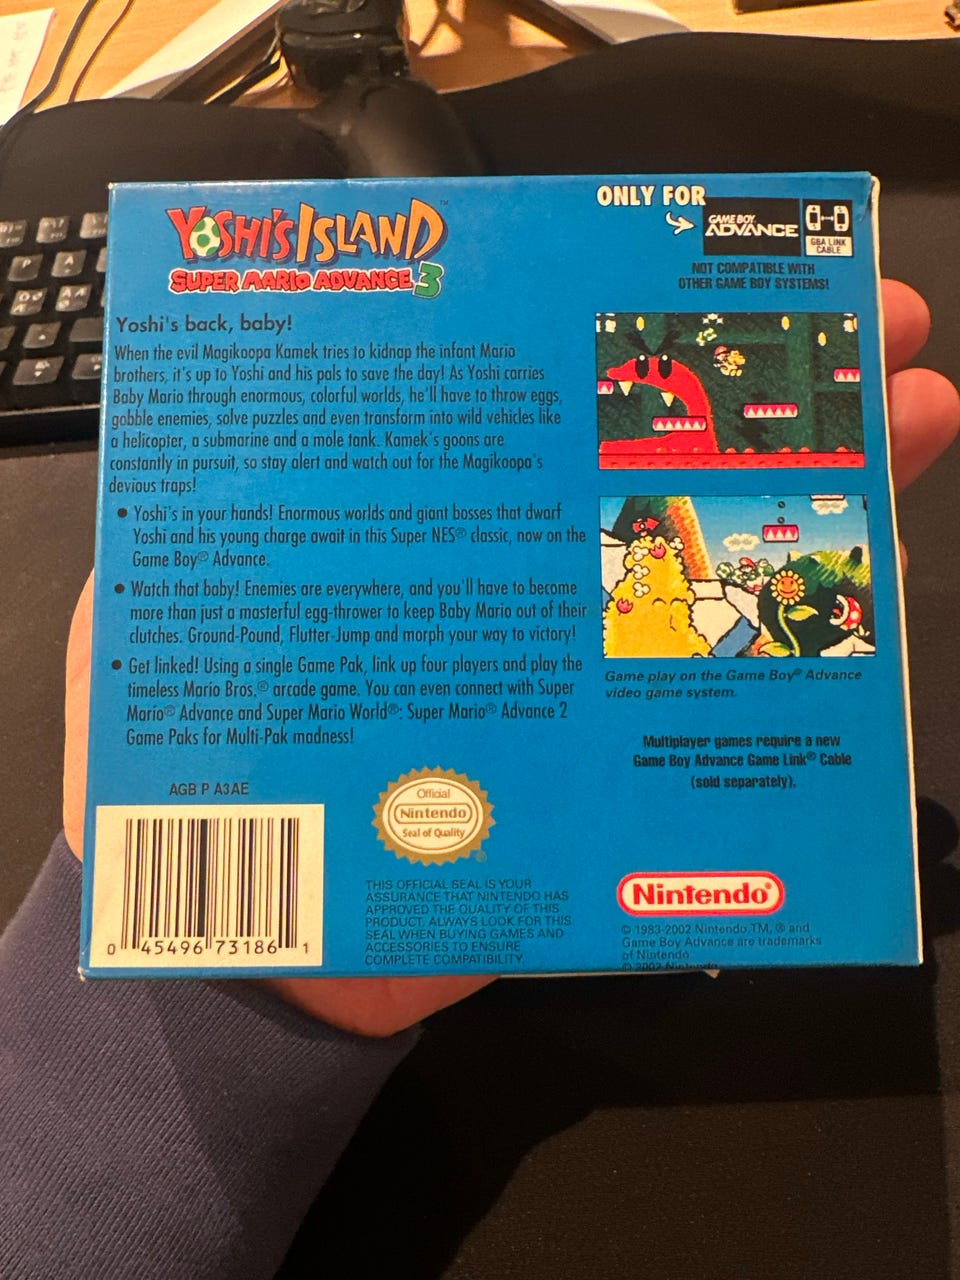 YOSHI'S ISLAND™
SUPER MARIO ADVANCE 3
ONLY FOR
GAME BOY
ADVANCE
GBA LINK
CABLE
NOT COMPATIBLE WITH
OTHER GAME BOY SYSTEMS!
Yoshi's back, baby!
When the evil Magikoopa Kamek tries to kidnap the infant Mario
brothers, it's up to Yoshi and his pals to save the day! As Yoshi carries
Baby Mario through enormous, colorful worlds, he'll have to throw eggs,
gobble enemies, solve puzzles and even transform into wild vehicles like
a helicopter, a submarine and a mole tank. Kamek's goons are
constantly in pursuit, so stay alert and watch out for the Magikoopa's
devious traps!
• Yoshi's in your hands! Enormous worlds and giant bosses that dwarf
Yoshi and his young charge await in this Super NES® classic, now on the
Game Boy® Advance.
• Watch that baby! Enemies are everywhere, and you'll have to become
more than just a masterful egg-thrower to keep Baby Mario out of their
clutches. Ground-Pound, Flutter-Jump and morph your way to victory!
• Get linked! Using a single Game Pak, link up four players and play the
timeless Mario Bros.® arcade game. You can even connect with Super
Mario® Advance and Super Mario World®: Super Mario® Advance 2
Game Paks for Multi-Pak madness!
Game play on the Game Boy® Advance
video game system.
Multiplayer games require a new
Game Boy Advance Game Link® Cable
(sold separately).
AGB P A3AE
0 45496 73186 1
Official
Nintendo
Seal of Quality
®
THIS OFFICIAL SEAL IS YOUR
ASSURANCE THAT NINTENDO HAS
APPROVED THE QUALITY OF THIS
PRODUCT. ALWAYS LOOK FOR THIS
SEAL WHEN BUYING GAMES AND
ACCESSORIES TO ENSURE
COMPLETE COMPATIBILITY.
Nintendo®
© 1983-2002 Nintendo.TM, ® and
Game Boy Advance are trademarks
of Nintendo
© 2002 Nintendo